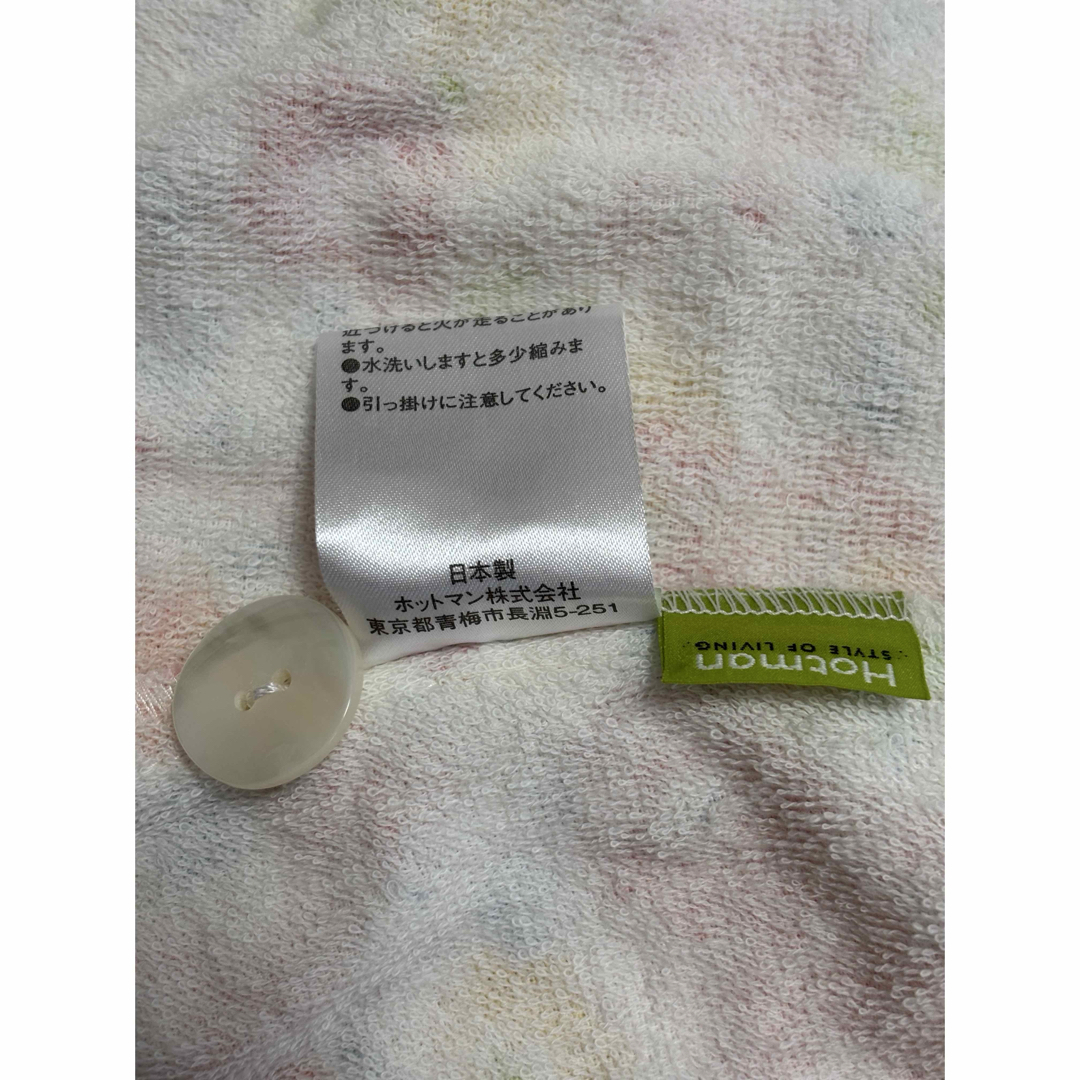 近づけると火が走ることがあり
ます。
●水洗いしますと多少縮みま
す。
●引っ掛けに注意してください。
日本製
ホットマン株式会社
東京都青梅市長淵5-251
Hotman
STYLE OF LIVING